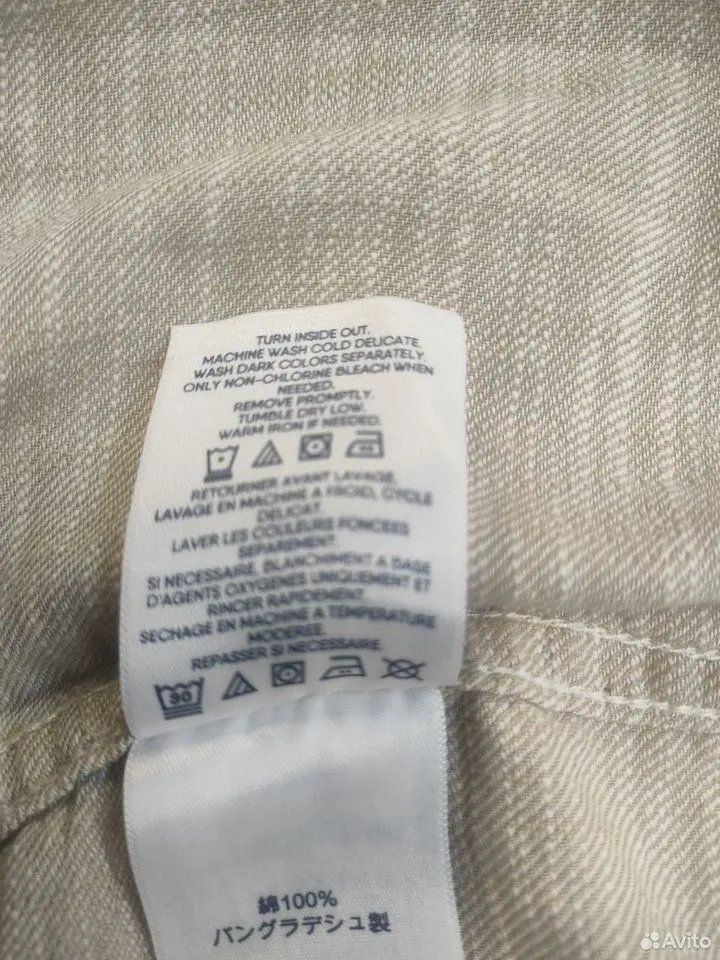 TURN INSIDE OUT.
MACHINE WASH COLD DELICATE.
WASH DARK COLORS SEPARATELY.
ONLY NON-CHLORINE BLEACH WHEN
NEEDED.
REMOVE PROMPTLY.
TUMBLE DRY LOW.
WARM IRON IF NEEDED.
RETOURNER AVANT LAVAGE.
LAVAGE EN MACHINE A FROID, CYCLE
DELICAT.
LAVER LES COULEURS FONCEES
SEPAREMENT.
SI NECESSAIRE, BLANCHIMENT A BASE
D'AGENTS OXYGENES UNIQUEMENT ET
RINCER RAPIDEMENT.
SECHAGE EN MACHINE A TEMPERATURE
MODEREE.
REPASSER SI NECESSAIRE.
30
綿100%
バングラデシュ製
Avito